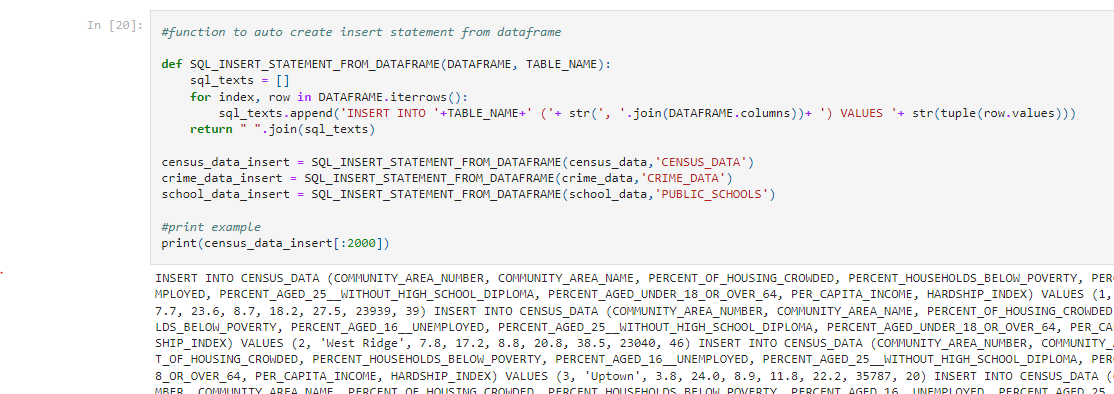 In [20]:
#function to auto create insert statement from dataframe
def SQL_INSERT_STATEMENT_FROM_DATAFRAME(DATAFRAME, TABLE_NAME):
    sql_texts = []
    for index, row in DATAFRAME.iterrows():
        sql_texts.append('INSERT INTO '+TABLE_NAME+' ('+ str(', '.join(DATAFRAME.columns))+ ') VALUES '+ str(tuple(row.values)))
    return " ".join(sql_texts)
census_data_insert = SQL_INSERT_STATEMENT_FROM_DATAFRAME(census_data,'CENSUS_DATA')
crime_data_insert = SQL_INSERT_STATEMENT_FROM_DATAFRAME(crime_data,'CRIME_DATA')
school_data_insert = SQL_INSERT_STATEMENT_FROM_DATAFRAME(school_data,'PUBLIC_SCHOOLS')
#print example
print(census_data_insert[:2000])
INSERT INTO CENSUS_DATA (COMMUNITY_AREA_NUMBER, COMMUNITY_AREA_NAME, PERCENT_OF_HOUSING_CROWDED, PERCENT_HOUSEHOLDS_BELOW_POVERTY, PER
MPLOYED, PERCENT_AGED_25__WITHOUT_HIGH_SCHOOL_DIPLOMA, PERCENT_AGED_UNDER_18_OR_OVER_64, PER_CAPITA_INCOME, HARDSHIP_INDEX) VALUES (1,
7.7, 23.6, 8.7, 18.2, 27.5, 23939, 39) INSERT INTO CENSUS_DATA (COMMUNITY_AREA_NUMBER, COMMUNITY_AREA_NAME, PERCENT_OF_HOUSING_CROWDED
LDS_BELOW_POVERTY, PERCENT_AGED_16__UNEMPLOYED, PERCENT_AGED_25__WITHOUT_HIGH_SCHOOL_DIPLOMA, PERCENT_AGED_UNDER_18_OR_OVER_64, PER_CA
SHIP_INDEX) VALUES (2, 'West Ridge', 7.8, 17.2, 8.8, 20.8, 38.5, 23040, 46) INSERT INTO CENSUS_DATA (COMMUNITY_AREA_NUMBER, COMMUNITY_
T_OF_HOUSING_CROWDED, PERCENT_HOUSEHOLDS_BELOW_POVERTY, PERCENT_AGED_16__UNEMPLOYED, PERCENT_AGED_25__WITHOUT_HIGH_SCHOOL_DIPLOMA, PER
8_OR_OVER_64, PER_CAPITA_INCOME, HARDSHIP_INDEX) VALUES (3, 'Uptown', 3.8, 24.0, 8.9, 11.8, 22.2, 35787, 20) INSERT INTO CENSUS_DATA (
MBER, COMMUNITY_AREA_NAME, PERCENT_OF_HOUSING_CROWDED, PERCENT_HOUSEHOLDS_BELOW_POVERTY, PERCENT_AGED_16__UNEMPLOYED, PERCENT_AGED_25